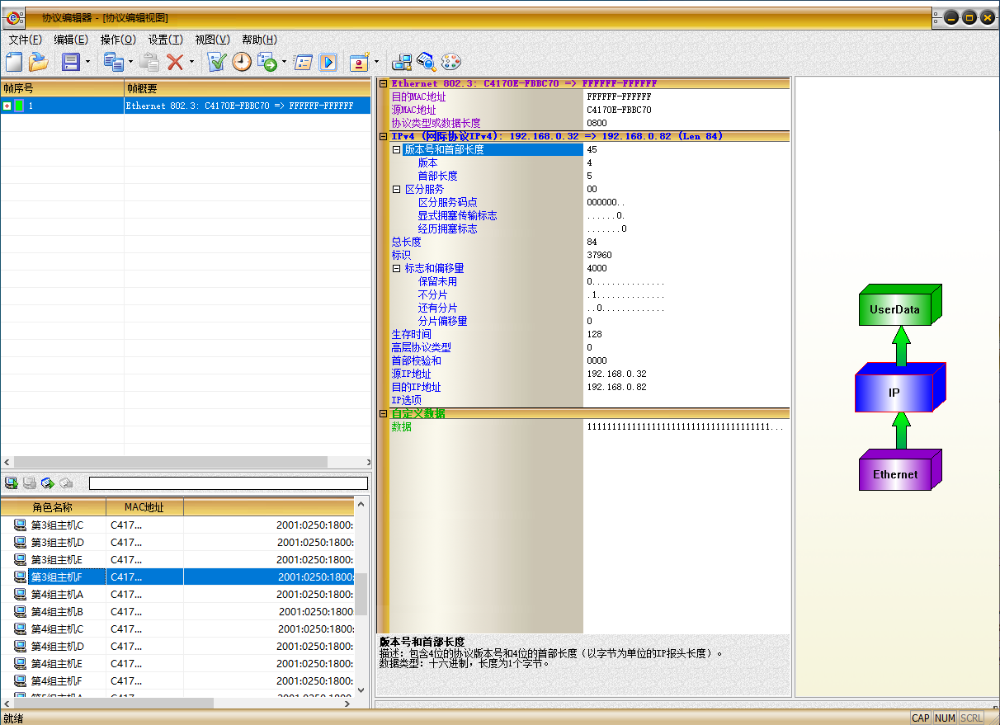 协议编辑器 - [协议编辑视图]
文件(F) 编辑(E) 操作(O) 设置(T) 视图(V) 帮助(H)
帧序号 帧概要
1 Ethernet 802.3: C4170E-FBBC70 => FFFFFF-FFFFFF
角色名称 MAC地址
第3组主机C C417... 2001:0250:1800:
第3组主机D C417... 2001:0250:1800:
第3组主机E C417... 2001:0250:1800:
第3组主机F C417... 2001:0250:1800:
第4组主机A C417... 2001:0250:1800:
第4组主机B C417... 2001:0250:1800
第4组主机C C417... 2001:0250:1800:
第4组主机D C417... 2001:0250:1800:
第4组主机E C417... 2001:0250:1800:
第4组主机F C417... 2001:0250:1800:
第5组主机A C417... 2001:0250:1800:
Ethernet 802.3: C4170E-FBBC70 => FFFFFF-FFFFFF
目的MAC地址 FFFFFF-FFFFFF
源MAC地址 C4170E-FBBC70
协议类型或数据长度 0800
IPv4 (网际协议IPv4): 192.168.0.32 => 192.168.0.82 (Len 84)
版本号和首部长度 45
版本 4
首部长度 5
区分服务 00
区分服务码点 000000..
显式拥塞传输标志 ......0.
经历拥塞标志 .......0
总长度 84
标识 37960
标志和偏移量 4000
保留未用 0...............
不分片 .1..............
还有分片 ..0.............
分片偏移量 0
生存时间 128
高层协议类型 0
首部校验和 0000
源IP地址 192.168.0.32
目的IP地址 192.168.0.82
IP选项
自定义数据
数据 1111111111111111111111111111111111111...
版本号和首部长度
描述：包含4位的协议版本号和4位的首部长度（以字节为单位的IP报头长度）。
数据类型：十六进制，长度为1个字节。
UserData
IP
Ethernet
就绪 CAP NUM SCRL